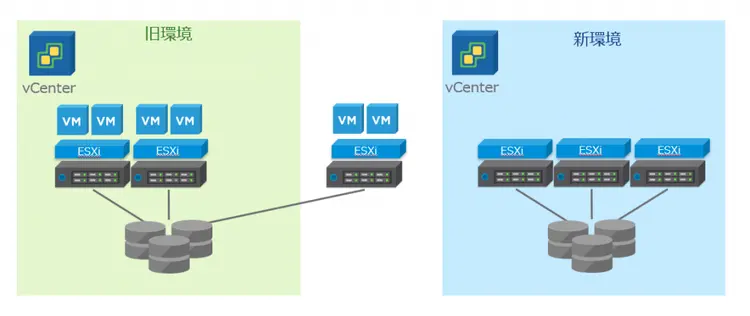 旧環境
新環境
vCenter
vCenter
VM VM VM VM VM VM
ESXi ESXi ESXi ESXi ESXi ESXi